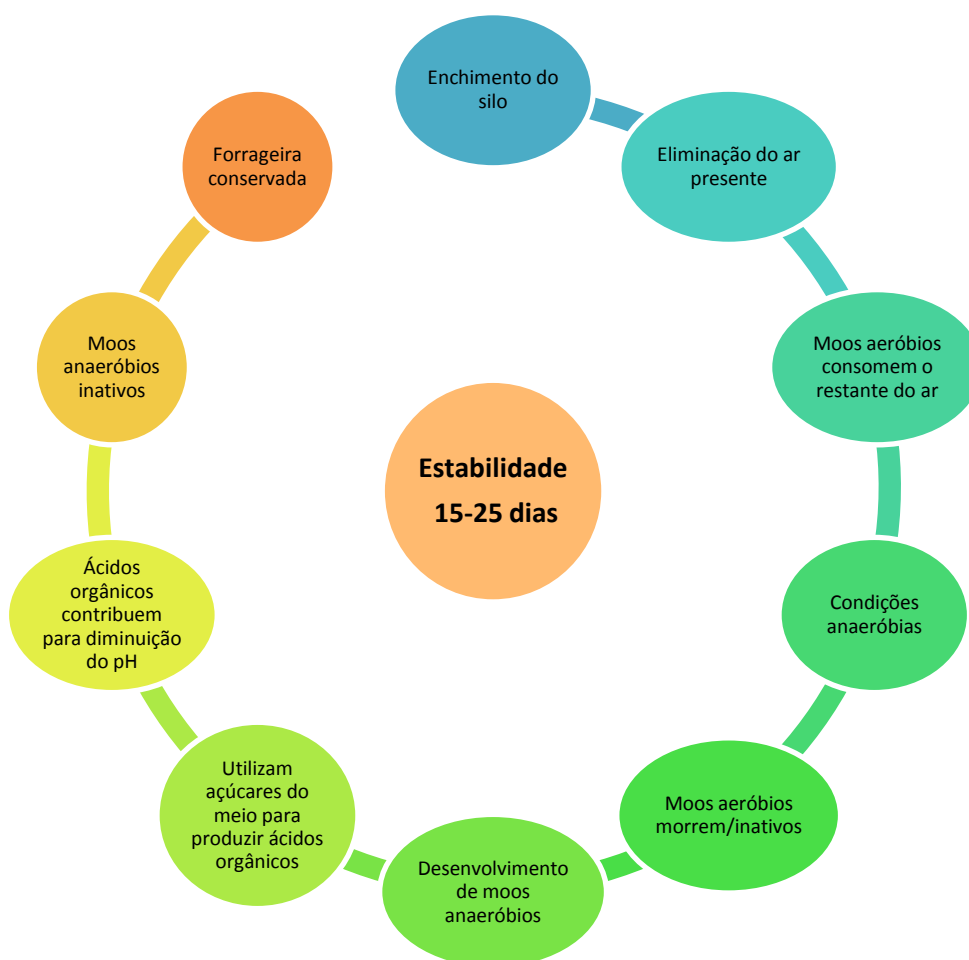 Enchimento do
silo
Eliminação do ar
presente
Moos aeróbios
consomem o
restante do ar
Condições
anaeróbias
Moos aeróbios
morrem/inativos
Desenvolvimento
de moos
anaeróbios
Utilizam
açúcares do
meio para
produzir ácidos
orgânicos
Ácidos
orgânicos
contribuem
para diminuição
do pH
Moos
anaeróbios
inativos
Forrageira
conservada
Estabilidade
15-25 dias